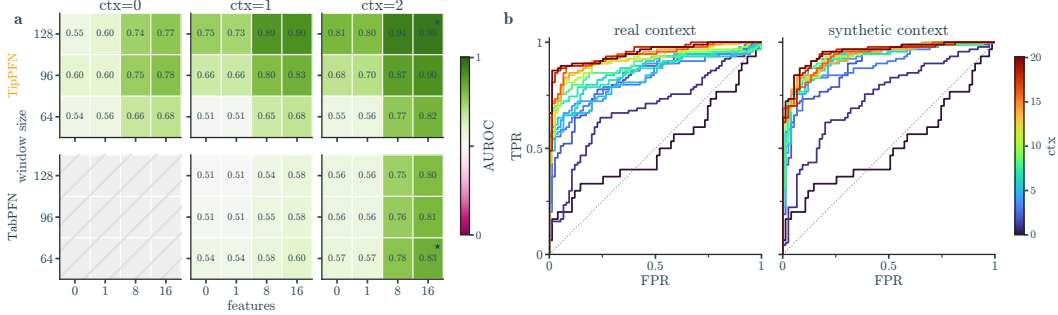 a
ctx=0 ctx=1 ctx=2
TipPFN
window size
128 0.55 0.60 0.74 0.77 0.75 0.73 0.89 0.90 0.81 0.80 0.94 ★
96 0.60 0.60 0.75 0.78 0.66 0.66 0.80 0.83 0.68 0.70 0.87 0.90
64 0.54 0.56 0.66 0.68 0.51 0.51 0.65 0.68 0.55 0.58 0.77 0.82
TabPFN
128 0.51 0.51 0.54 0.58 0.56 0.56 0.75 0.80
96 0.51 0.51 0.55 0.58 0.56 0.56 0.76 0.81
64 0.54 0.54 0.58 0.60 0.57 0.57 0.78 0.83 ★
0 1 8 16 0 1 8 16 0 1 8 16
features
1
AUROC
0
b
real context synthetic context
TPR
1
0.5
0
0 0.5 1 0 0.5 1
FPR FPR
20
15
10
5
0
ctx